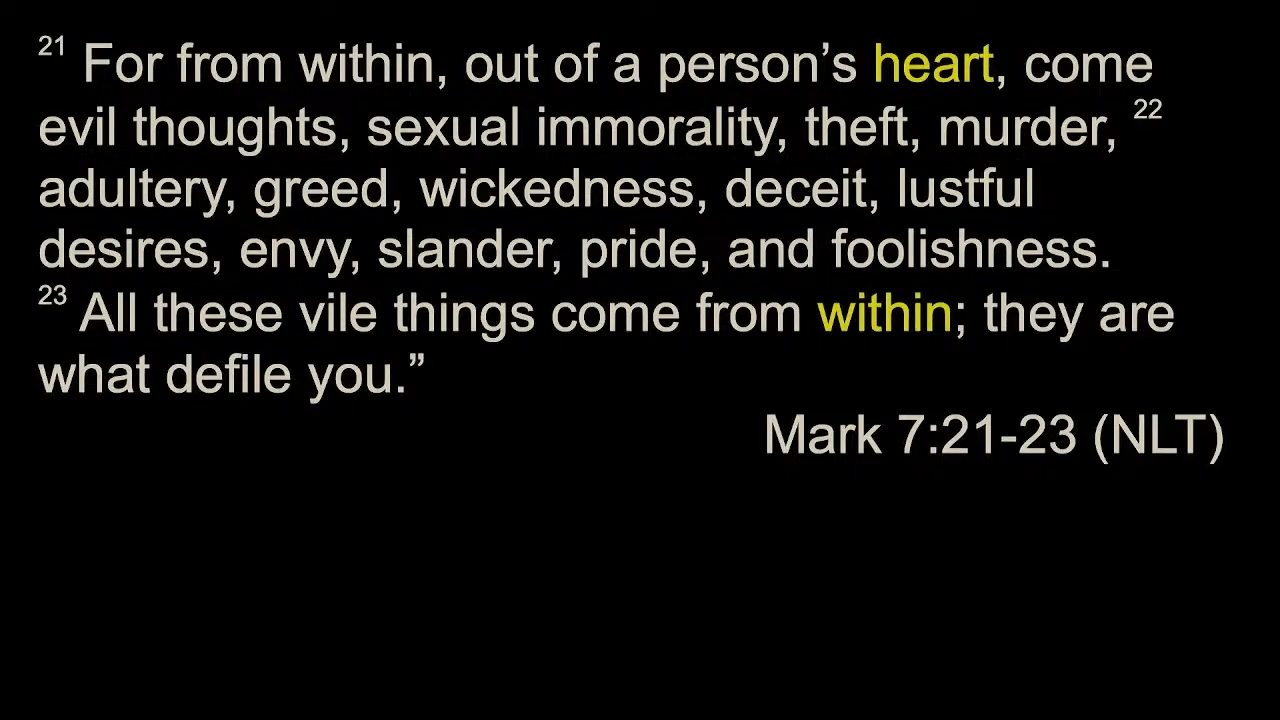 21 For from within, out of a person’s heart, come
evil thoughts, sexual immorality, theft, murder, 22
adultery, greed, wickedness, deceit, lustful
desires, envy, slander, pride, and foolishness.
23 All these vile things come from within; they are
what defile you.”
Mark 7:21-23 (NLT)